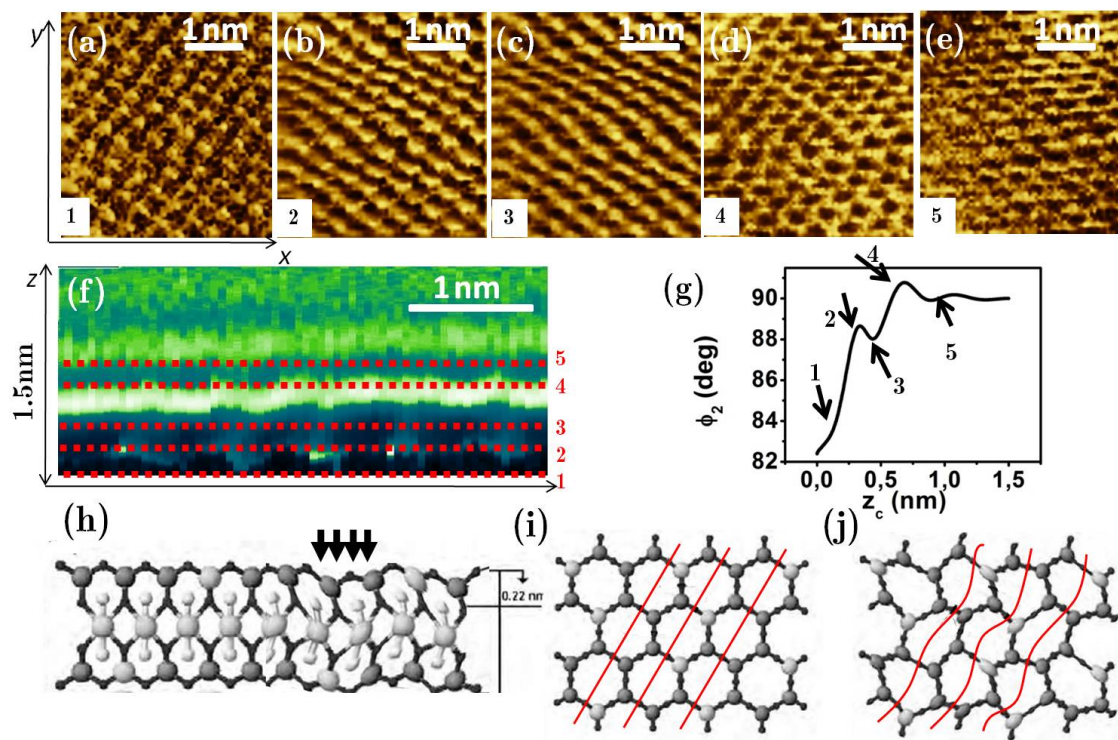 y
(a) 1nm
(b) 1nm
(c) 1nm
(d) 1nm
(e) 1nm
1
2
3
4
5
x
z
1.5nm
(f)
1nm
5
4
3
2
1
(g)
ϕ₂ (deg)
90
88
86
84
82
0,0 0,5 1,0 1,5
z_c (nm)
1
2
3
4
5
(h)
0.22 nm
(i)
(j)